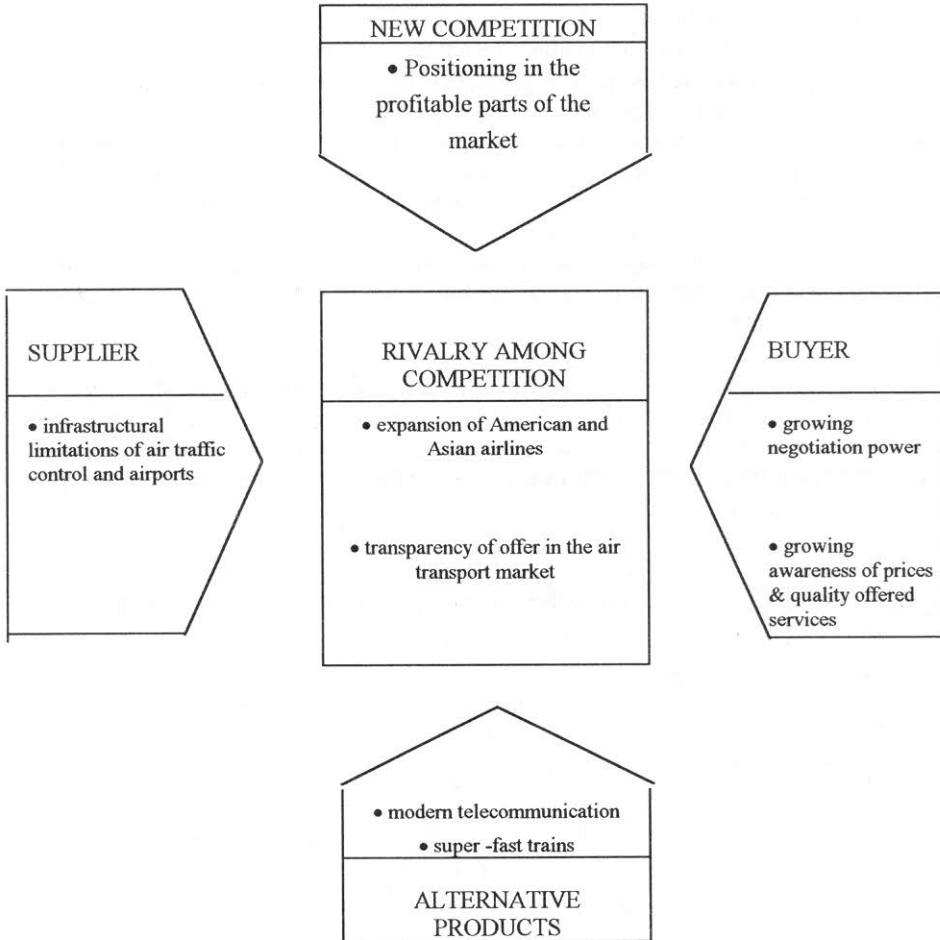 NEW COMPETITION
• Positioning in the
profitable parts of the
market
SUPPLIER
• infrastructural
limitations of air traffic
control and airports
RIVALRY AMONG
COMPETITION
• expansion of American and
Asian airlines
• transparency of offer in the air
transport market
BUYER
• growing
negotiation power
• growing
awareness of prices
& quality offered
services
• modern telecommunication
• super -fast trains
ALTERNATIVE
PRODUCTS